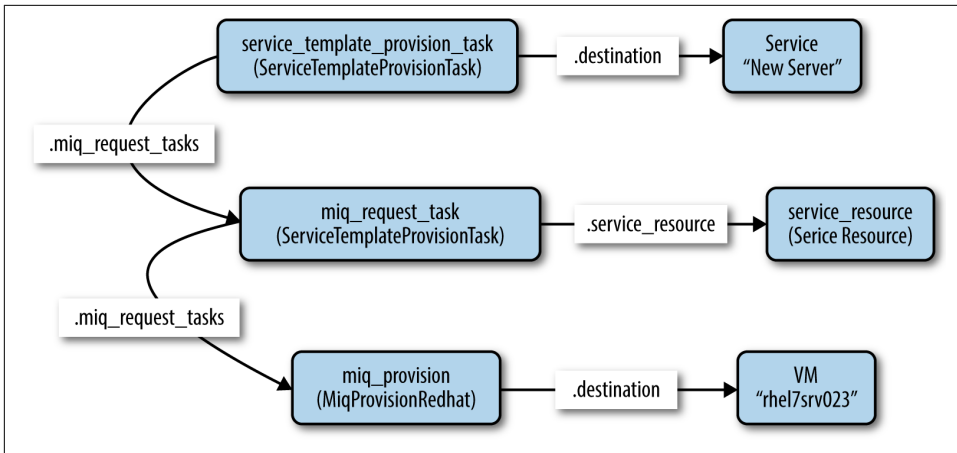 service_template_provision_task
(ServiceTemplateProvisionTask)
.destination
Service
“New Server”
.miq_request_tasks
miq_request_task
(ServiceTemplateProvisionTask)
.service_resource
service_resource
(Serice Resource)
.miq_request_tasks
miq_provision
(MiqProvisionRedhat)
.destination
VM
“rhel7srv023”